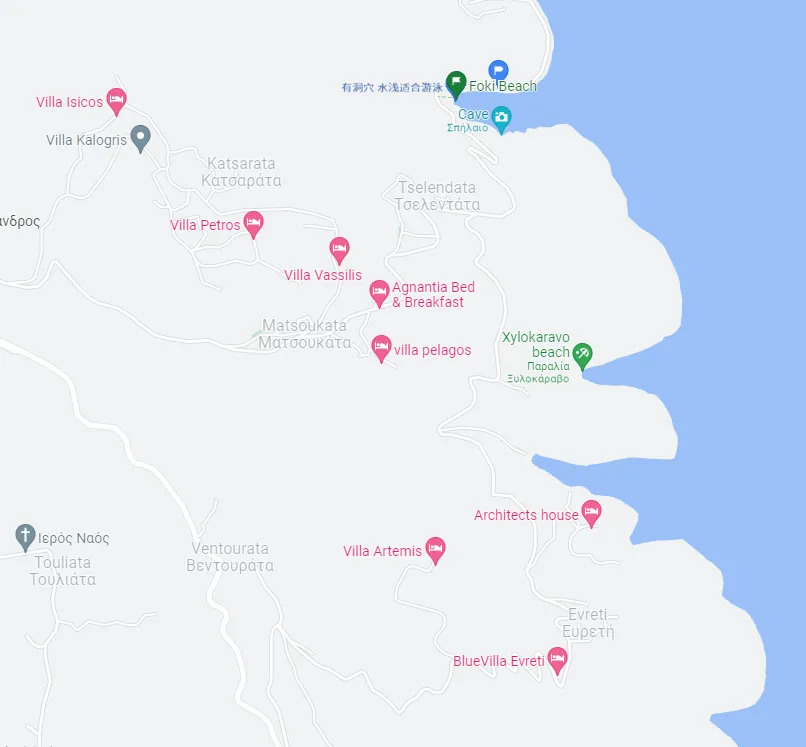 有洞穴 水浅适合游泳
Foki Beach
Villa Isicos
Cave
Σπήλαιο
Villa Kalogris
Katsarata
Κατσαράτα
Tselendata
Τσελεντάτα
νδρος
Villa Petros
Villa Vassilis
Agnantia Bed
& Breakfast
Matsoukata
Ματσουκάτα
villa pelagos
Xylokaravo
beach
Παραλία
Ξυλοκάραβο
Architects house
Ιερός Ναός
Touliata
Τουλιάτα
Ventourata
Βεντουράτα
Villa Artemis
Evreti
Ευρετή
BlueVilla Evreti